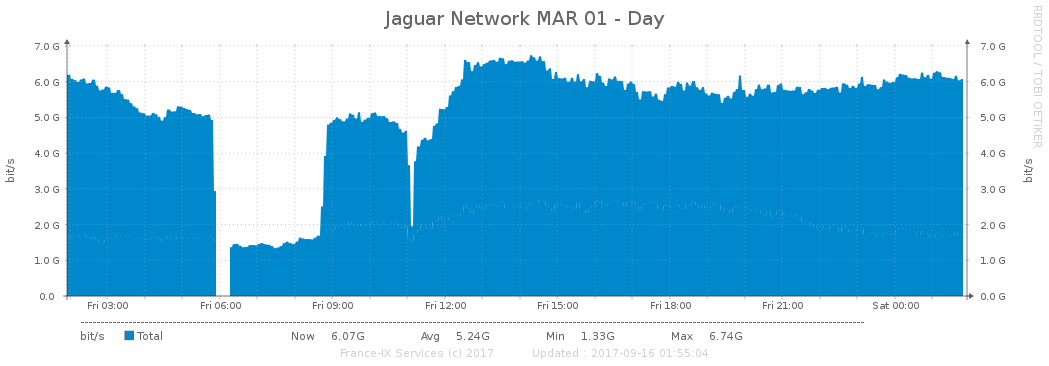 Jaguar Network MAR 01 - Day
RRDTOOL / TOBI OETIKER
bit/s
bit/s
7.0 G 7.0 G
6.0 G 6.0 G
5.0 G 5.0 G
4.0 G 4.0 G
3.0 G 3.0 G
2.0 G 2.0 G
1.0 G 1.0 G
0.0 0.0 G
Fri 03:00 Fri 06:00 Fri 09:00 Fri 12:00 Fri 15:00 Fri 18:00 Fri 21:00 Sat 00:00
bit/s Total Now 6.07G Avg 5.24G Min 1.33G Max 6.74G
France-IX Services (c) 2017 Updated : 2017-09-16 01:55:04